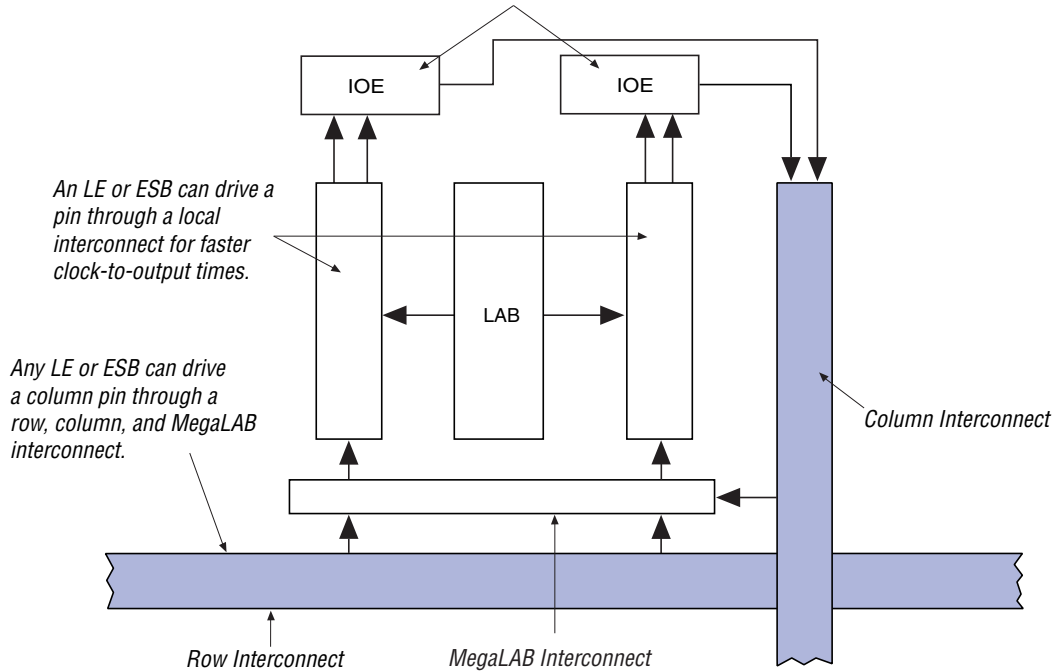 IOE
IOE
An LE or ESB can drive a
pin through a local
interconnect for faster
clock-to-output times.
LAB
Any LE or ESB can drive
a column pin through a
row, column, and MegaLAB
interconnect.
Column Interconnect
Row Interconnect
MegaLAB Interconnect